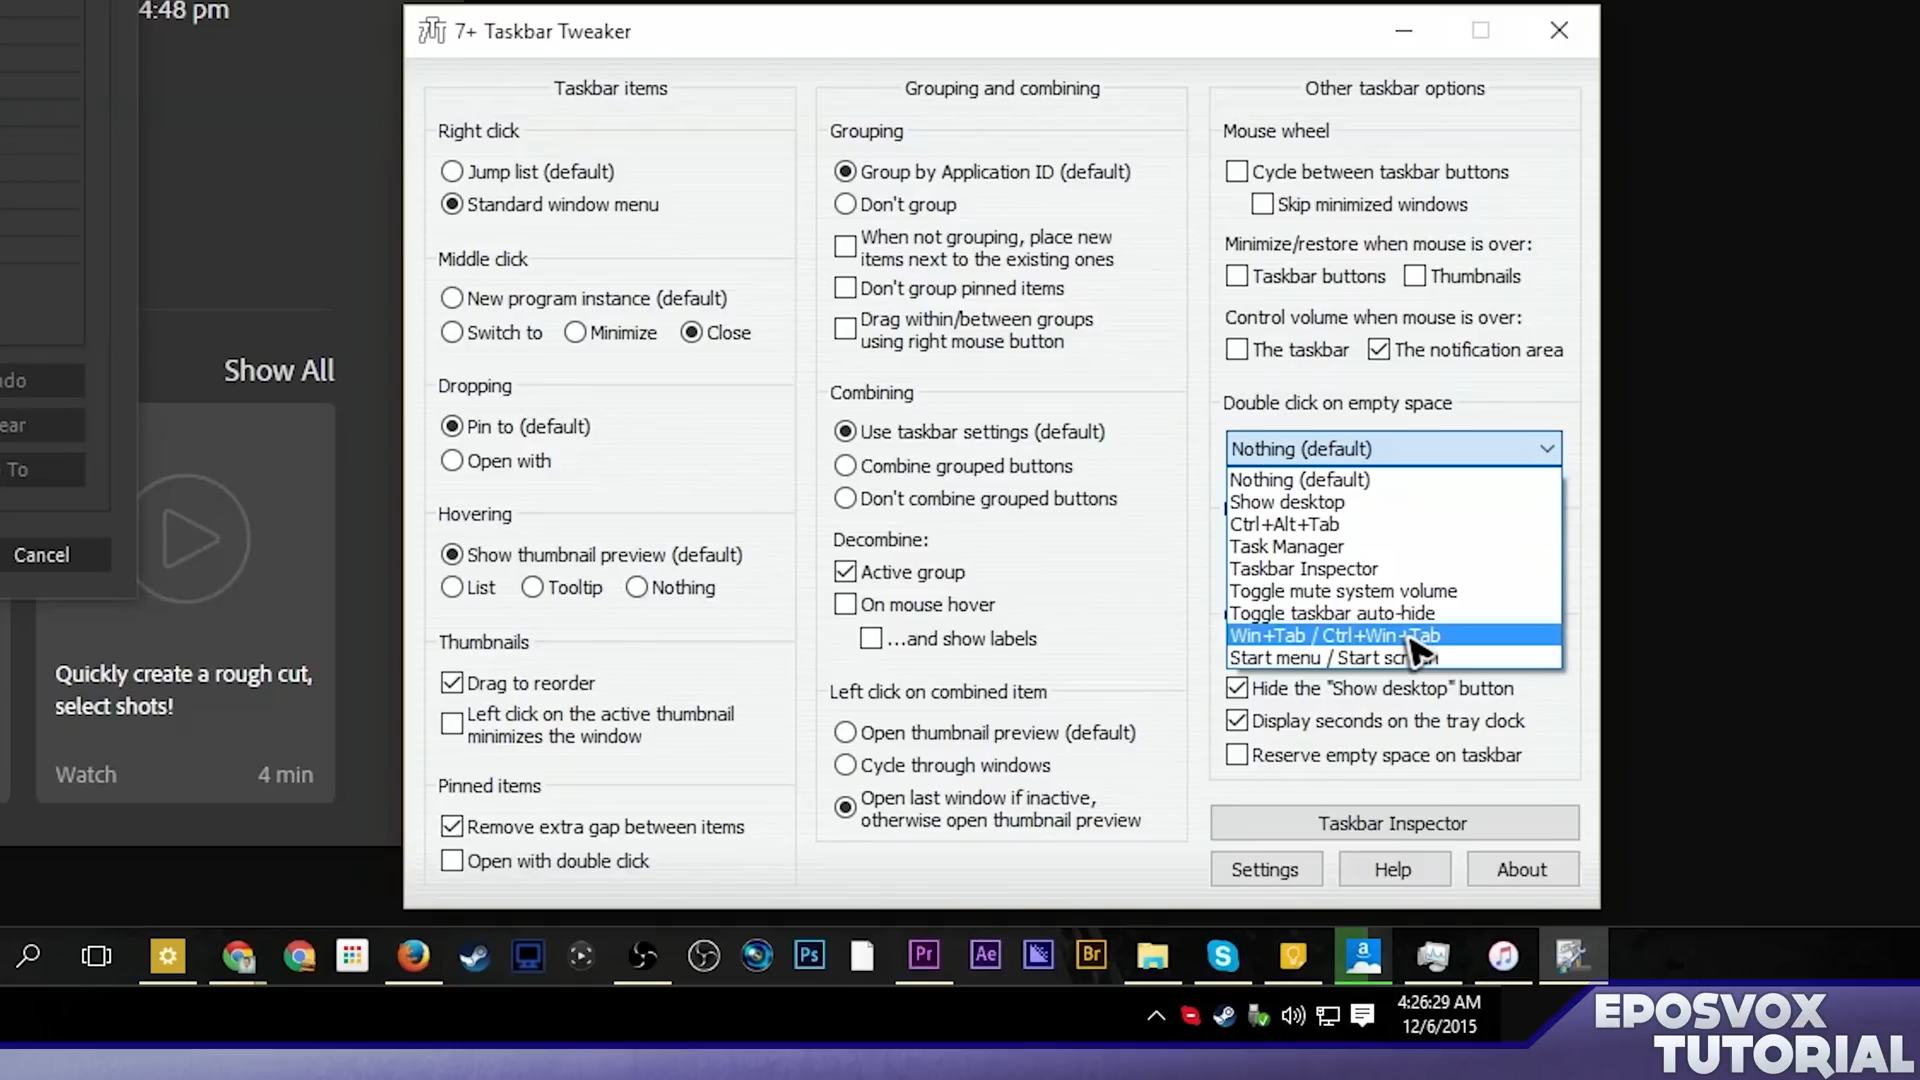 4:48 pm
7+ Taskbar Tweaker
Taskbar items
Right click
Jump list (default)
Standard window menu
Middle click
New program instance (default)
Switch to
Minimize
Close
Dropping
Pin to (default)
Open with
Hovering
Show thumbnail preview (default)
List
Tooltip
Nothing
Thumbnails
Drag to reorder
Left click on the active thumbnail
minimizes the window
Pinned items
Remove extra gap between items
Open with double click
Grouping and combining
Grouping
Group by Application ID (default)
Don't group
When not grouping, place new
items next to the existing ones
Don't group pinned items
Drag within/between groups
using right mouse button
Combining
Use taskbar settings (default)
Combine grouped buttons
Don't combine grouped buttons
Decombine:
Active group
On mouse hover
...and show labels
Left click on combined item
Open thumbnail preview (default)
Cycle through windows
Open last window if inactive,
otherwise open thumbnail preview
Other taskbar options
Mouse wheel
Cycle between taskbar buttons
Skip minimized windows
Minimize/restore when mouse is over:
Taskbar buttons
Thumbnails
Control volume when mouse is over:
The taskbar
The notification area
Double click on empty space
Nothing (default)
Nothing (default)
Show desktop
Ctrl+Alt+Tab
Task Manager
Taskbar Inspector
Toggle mute system volume
Toggle taskbar auto-hide
Win+Tab / Ctrl+Win+Tab
Start menu / Start
Hide the "Show desktop" button
Display seconds on the tray clock
Reserve empty space on taskbar
Taskbar Inspector
Settings
Help
About
Show All
To
Cancel
Quickly create a rough cut,
select shots!
Watch
4 min
Ps
Pr
Ae
Br
S
a
4:26:29 AM
12/6/2015
EPOSVOX
TUTORIAL